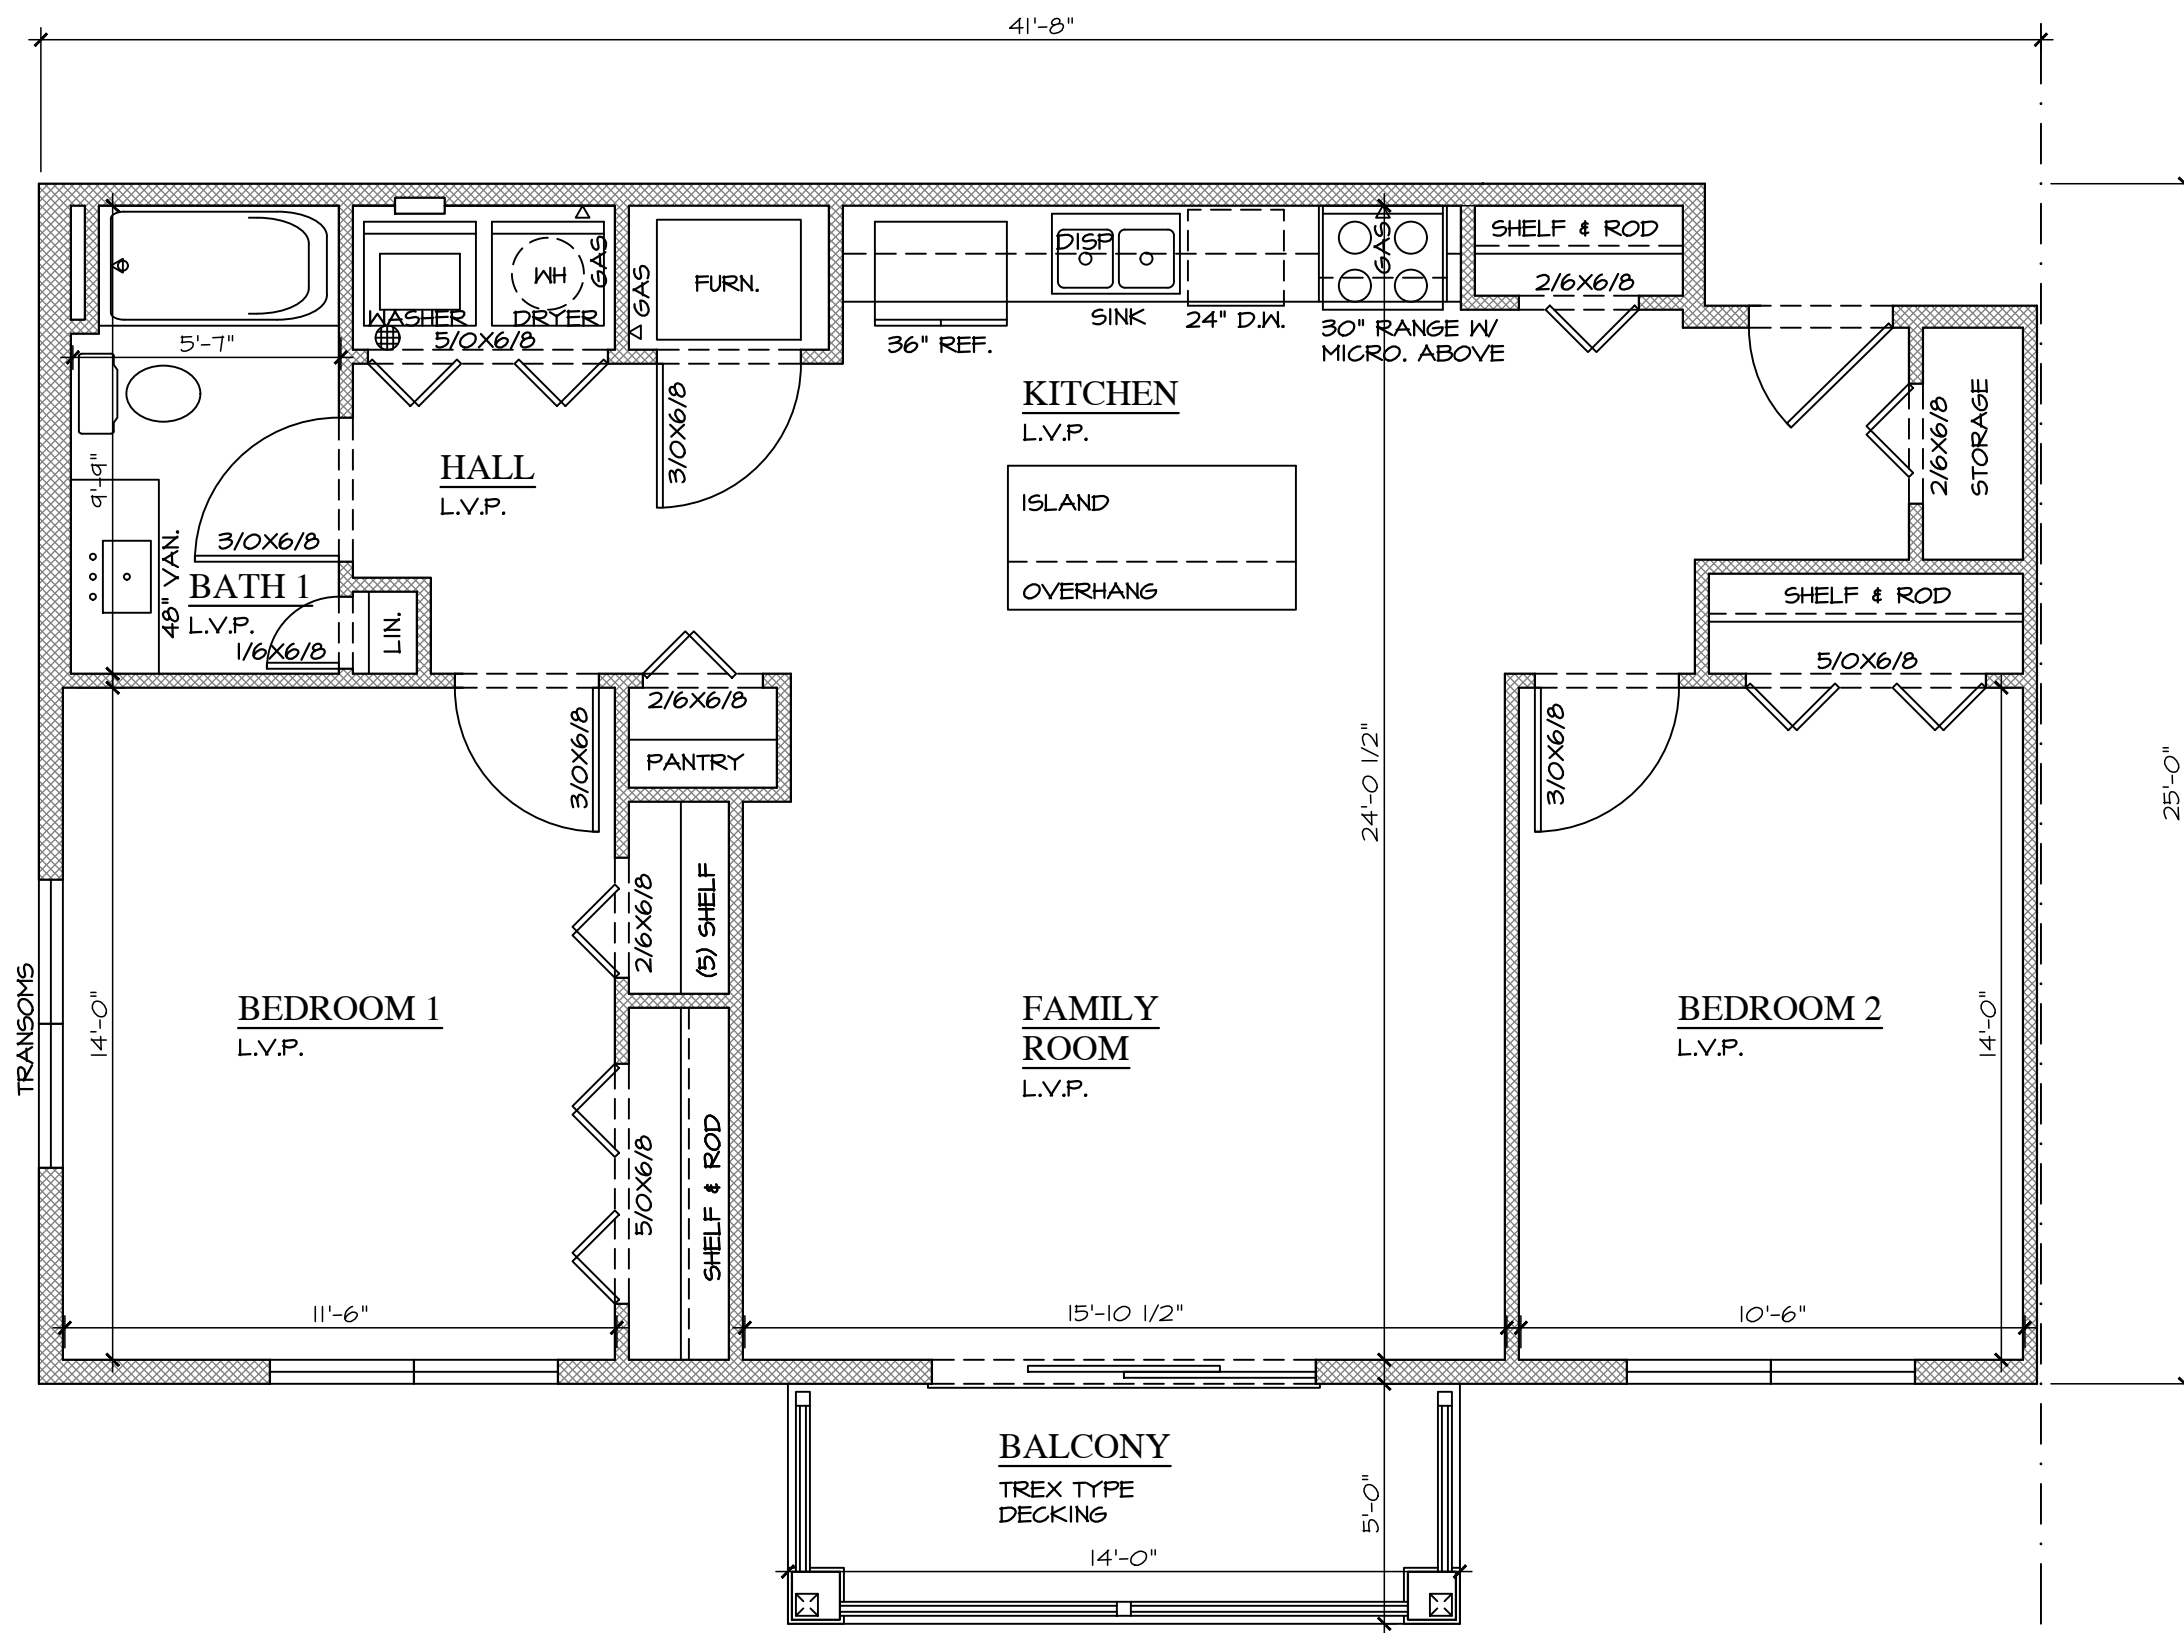 41'-8"
SHELF & ROD
2/6X6/8
GAS
GAS
GAS
WH
FURN.
DISP
WASHER
DRYER
5/0X6/8
SINK
24" D.W.
36" REF.
30" RANGE W/
MICRO. ABOVE
5'-7"
9'-9"
KITCHEN
L.V.P.
3/0X6/8
HALL
L.V.P.
2/6X6/8
STORAGE
ISLAND
OVERHANG
3/0X6/8
48" VAN.
BATH 1
L.V.P.
1/6X6/8
LIN.
SHELF & ROD
5/0X6/8
2/6X6/8
PANTRY
3/0X6/8
3/0X6/8
24'-0 1/2"
25'-0"
2/6X6/8
(5) SHELF
TRANSOMS
14'-0"
BEDROOM 1
L.V.P.
FAMILY
ROOM
L.V.P.
BEDROOM 2
L.V.P.
14'-0"
5/0X6/8
SHELF & ROD
11'-6"
15'-10 1/2"
10'-6"
BALCONY
TREX TYPE
DECKING
5'-0"
14'-0"